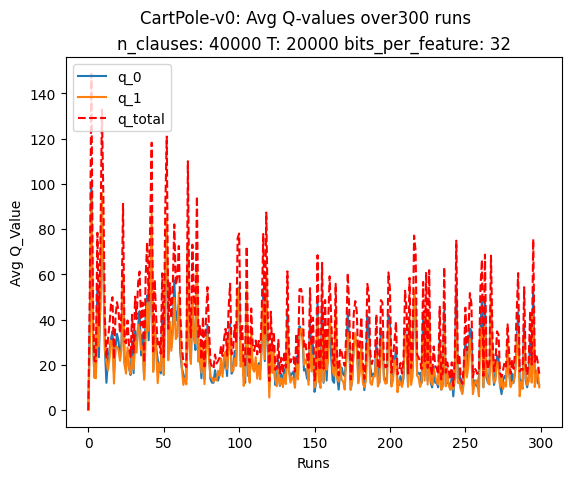 CartPole-v0: Avg Q-values over300 runs
n_clauses: 40000 T: 20000 bits_per_feature: 32
q_0
q_1
q_total
Avg Q_Value
140
120
100
80
60
40
20
0
0 50 100 150 200 250 300
Runs